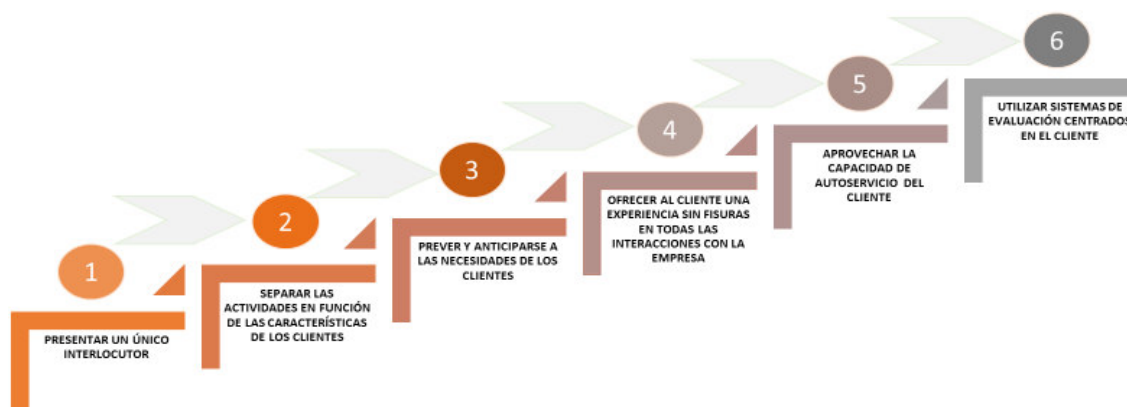 1
PRESENTAR UN ÚNICO
INTERLOCUTOR
2
SEPARAR LAS
ACTIVIDADES EN FUNCIÓN
DE LAS CARACTERÍSTICAS
DE LOS CLIENTES
3
PREVER Y ANTICIPARSE A
LAS NECESIDADES DE LOS
CLIENTES
4
OFRECER AL CLIENTE UNA
EXPERIENCIA SIN FISURAS
EN TODAS LAS
INTERACCIONES CON LA
EMPRESA
5
APROVECHAR LA
CAPACIDAD DE
AUTOSERVICIO DEL
CLIENTE
6
UTILIZAR SISTEMAS DE
EVALUACIÓN CENTRADOS
EN EL CLIENTE